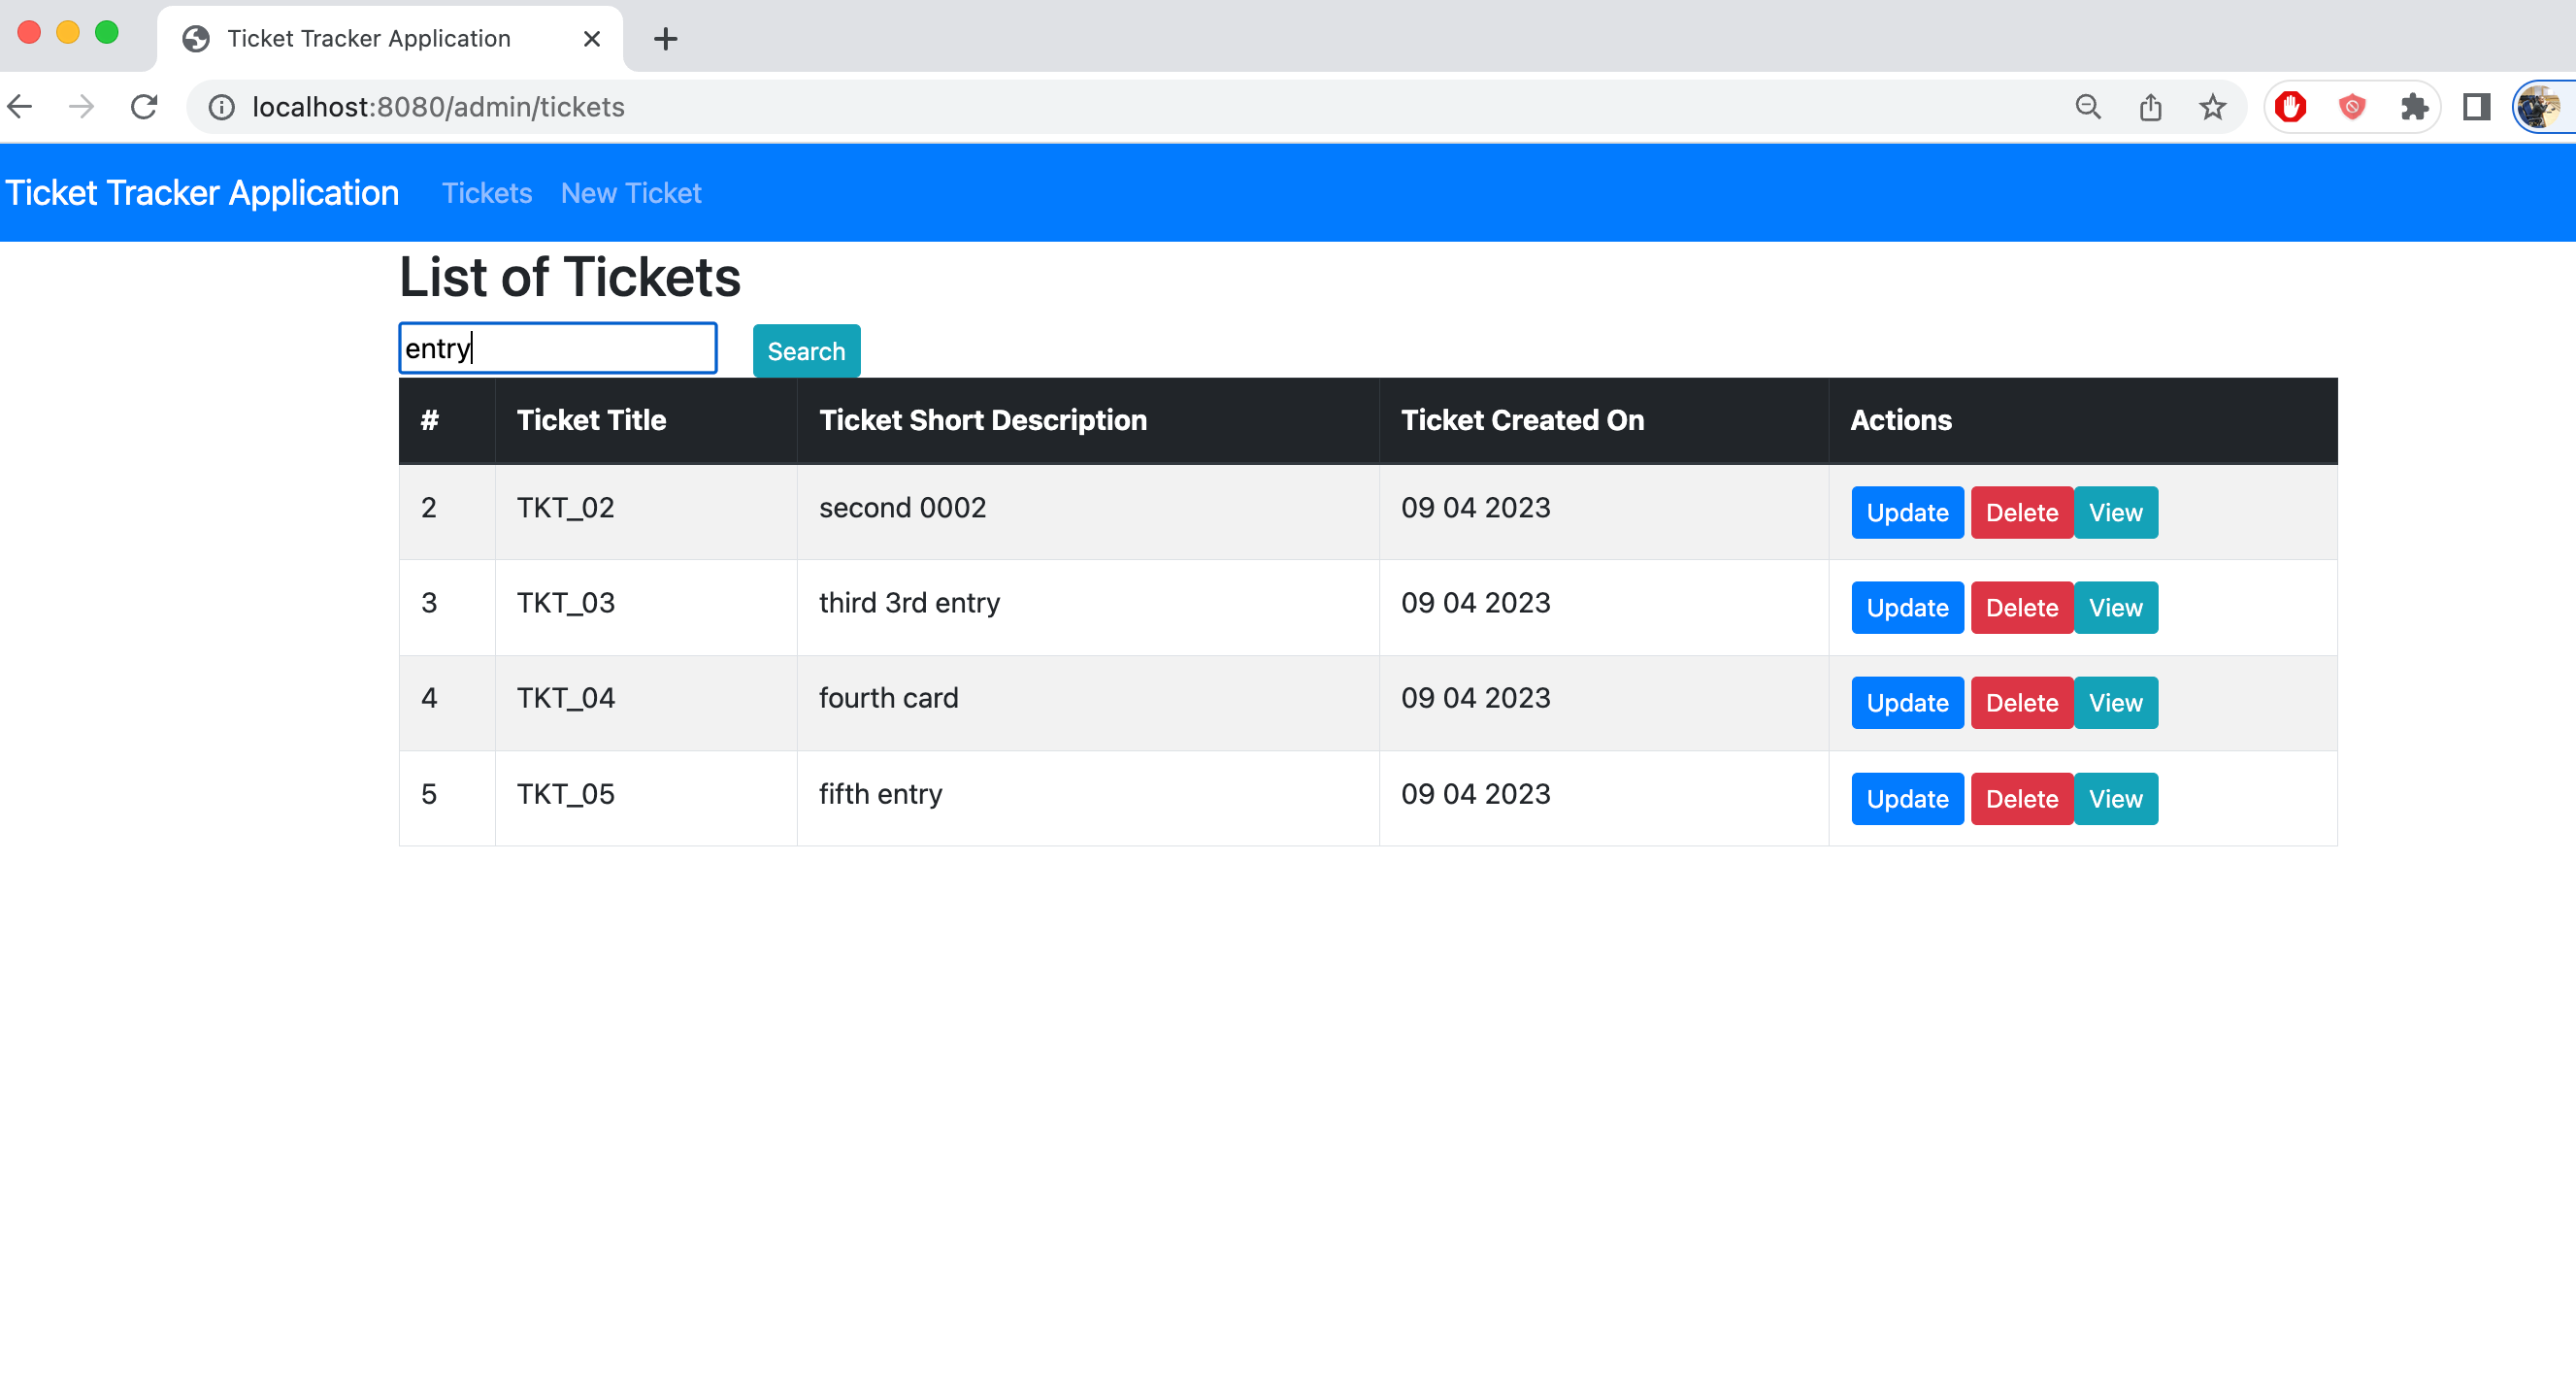 Ticket Tracker Application
localhost:8080/admin/tickets
Ticket Tracker Application Tickets New Ticket
List of Tickets
entry Search
# Ticket Title Ticket Short Description Ticket Created On Actions
2 TKT_02 second 0002 09 04 2023 Update Delete View
3 TKT_03 third 3rd entry 09 04 2023 Update Delete View
4 TKT_04 fourth card 09 04 2023 Update Delete View
5 TKT_05 fifth entry 09 04 2023 Update Delete View